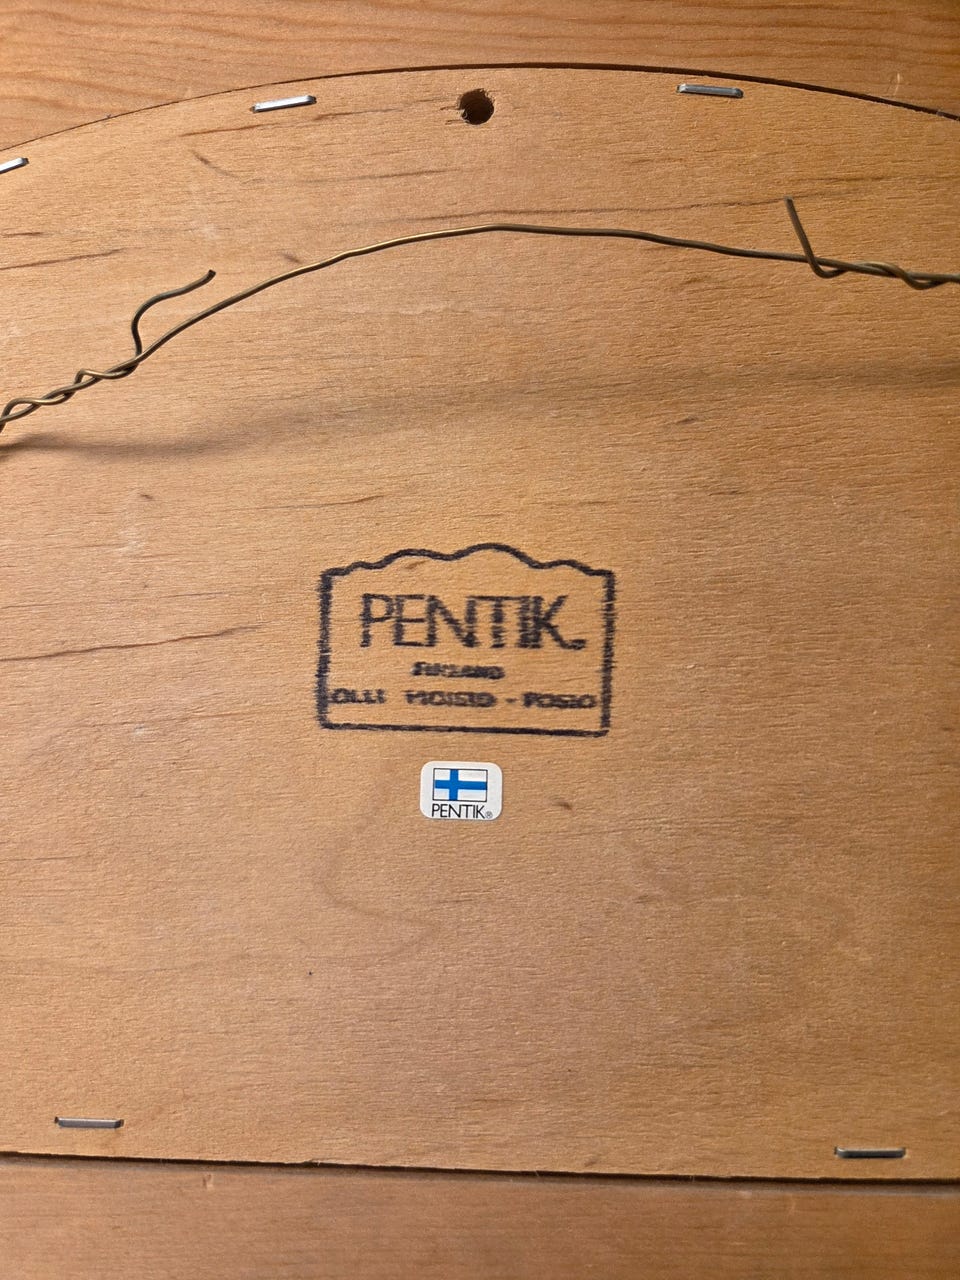 PENTIK
FINLAND
OLLI - POSIO
PENTIK®